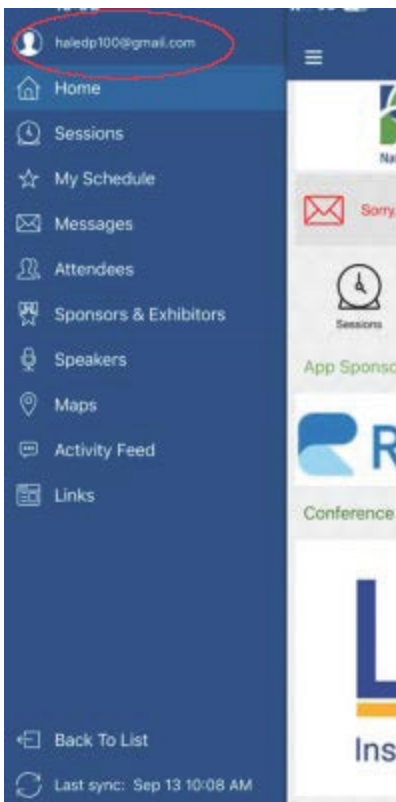 haledp100@gmail.com
Home
Sessions
My Schedule
Messages
Attendees
Sponsors & Exhibitors
Speakers
Maps
Activity Feed
Links
Back To List
Last sync: Sep 13 10:08 AM
Na
Sorry,
Sessions
App Sponso
R
Conference
L
Ins